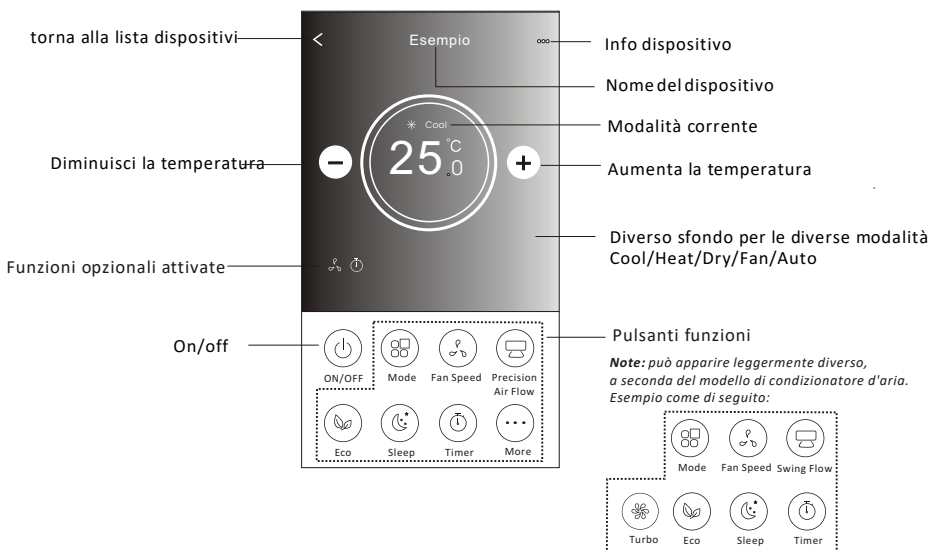 torna alla lista dispositivi
Esempio
Info dispositivo
Nome del dispositivo
Cool
Modalità corrente
25.0 °C
Diminuisci la temperatura
Aumenta la temperatura
Diverso sfondo per le diverse modalità
Cool/Heat/Dry/Fan/Auto
Funzioni opzionali attivate
On/off
Pulsanti funzioni
ON/OFF
Mode
Fan Speed
Precision
Air Flow
Note: può apparire leggermente diverso,
a seconda del modello di condizionatore d'aria.
Esempio come di seguito:
Eco
Sleep
Timer
More
Mode
Fan Speed
Swing Flow
Turbo
Eco
Sleep
Timer